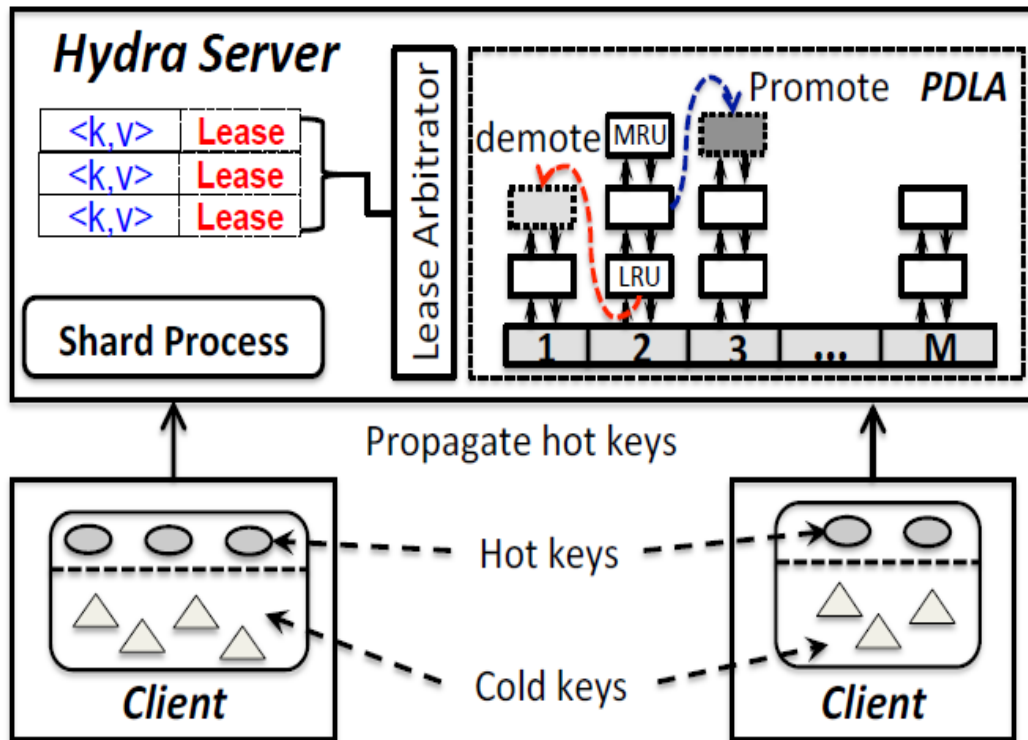 Hydra Server
<k,v> Lease
<k,v> Lease
<k,v> Lease
Shard Process
Lease Arbitrator
Promote PDLA
demote MRU
LRU
1 2 3 ... M
Propagate hot keys
Hot keys
Cold keys
Client
Client